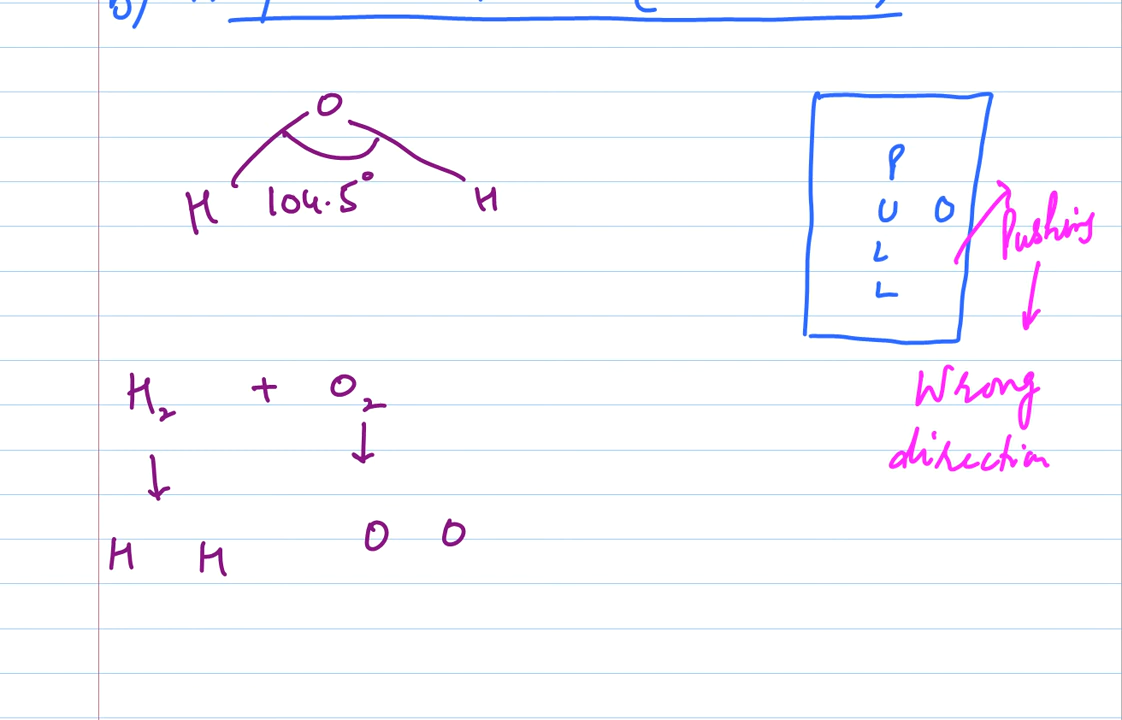 O
H 104.5° H
P
U O
L
L
Pushing
Wrong
direction
H₂ + O₂
H H O O